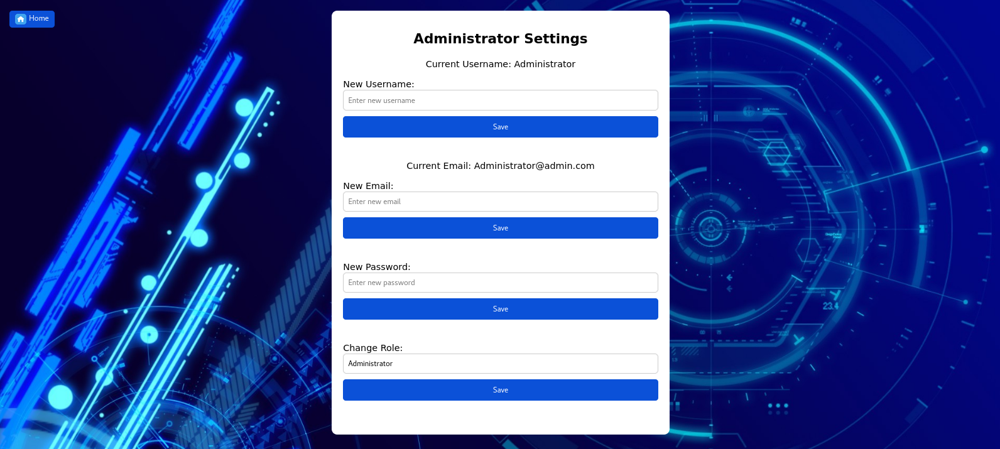 Home
Administrator Settings
Current Username: Administrator
New Username:
Enter new username
Save
Current Email: Administrator@admin.com
New Email:
Enter new email
Save
New Password:
Enter new password
Save
Change Role:
Administrator
Save
23.4